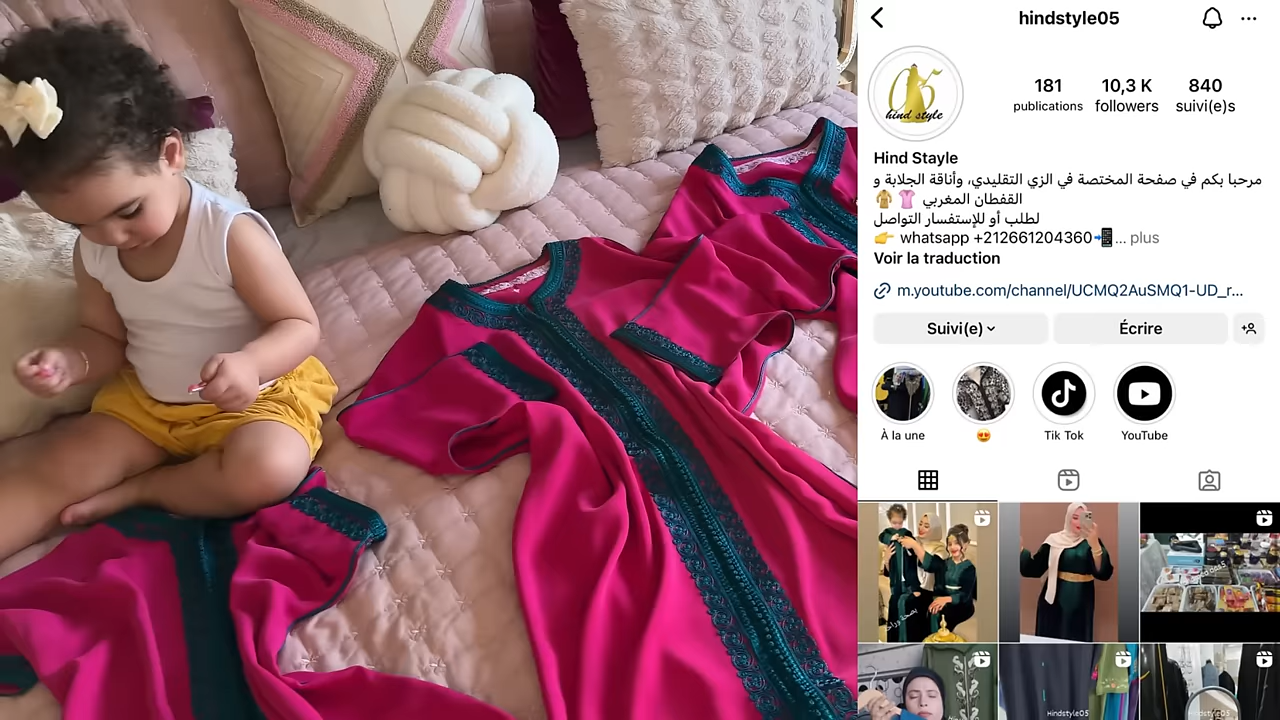 hindstyle05
hind style
181
publications
10,3 K
followers
840
suivi(e)s
Hind Stayle
مرحبا بكم في صفحة المختصة في الزي التقليدي، وأناقة الجلابة و
القفطان المغربي 👚🧥
لطلب أو للإستفسار التواصل
👉 whatsapp +212661204360📲... plus
Voir la traduction
m.youtube.com/channel/UCMQ2AuSMQ1-UD_r...
Suivi(e)
Écrire
À la une
😍
Tik Tok
YouTube
Hindstyle05
Hindstyle05